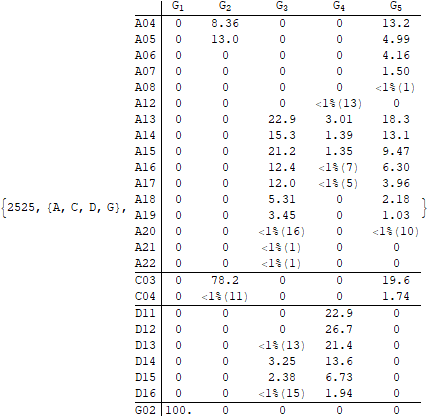 G1 G2 G3 G4 G5
A04 0 8.36 0 0 13.2
A05 0 13.0 0 0 4.99
A06 0 0 0 0 4.16
A07 0 0 0 0 1.50
A08 0 0 0 0 <1%(1)
A12 0 0 0 <1%(13) 0
A13 0 0 22.9 3.01 18.3
A14 0 0 15.3 1.39 13.1
A15 0 0 21.2 1.35 9.47
A16 0 0 12.4 <1%(7) 6.30
A17 0 0 12.0 <1%(5) 3.96
A18 0 0 5.31 0 2.18
{2525, {A, C, D, G}, A19 0 0 3.45 0 1.03 }
A20 0 0 <1%(16) 0 <1%(10)
A21 0 0 <1%(1) 0 0
A22 0 0 <1%(1) 0 0
C03 0 78.2 0 0 19.6
C04 0 <1%(11) 0 0 1.74
D11 0 0 0 22.9 0
D12 0 0 0 26.7 0
D13 0 0 <1%(13) 21.4 0
D14 0 0 3.25 13.6 0
D15 0 0 2.38 6.73 0
D16 0 0 <1%(15) 1.94 0
G02 100. 0 0 0 0